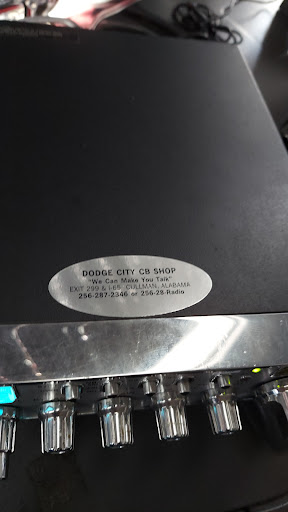 DODGE CITY CB SHOP
"We Can Make You Talk"
EXIT 299 & I-65 CULLMAN, ALABAMA
256-287-2346 or 256-28-Radio